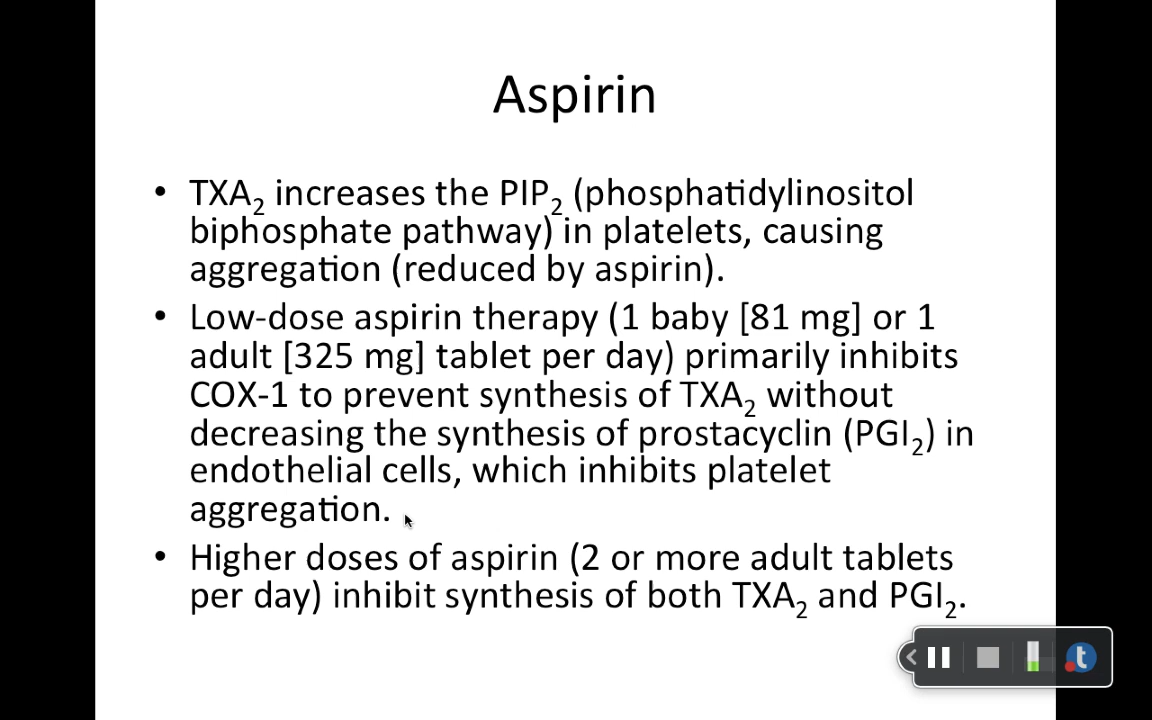 Aspirin
• TXA₂ increases the PIP₂ (phosphatidylinositol
biphosphate pathway) in platelets, causing
aggregation (reduced by aspirin).
• Low-dose aspirin therapy (1 baby [81 mg] or 1
adult [325 mg] tablet per day) primarily inhibits
COX-1 to prevent synthesis of TXA₂ without
decreasing the synthesis of prostacyclin (PGI₂) in
endothelial cells, which inhibits platelet
aggregation.
• Higher doses of aspirin (2 or more adult tablets
per day) inhibit synthesis of both TXA₂ and PGI₂.
t